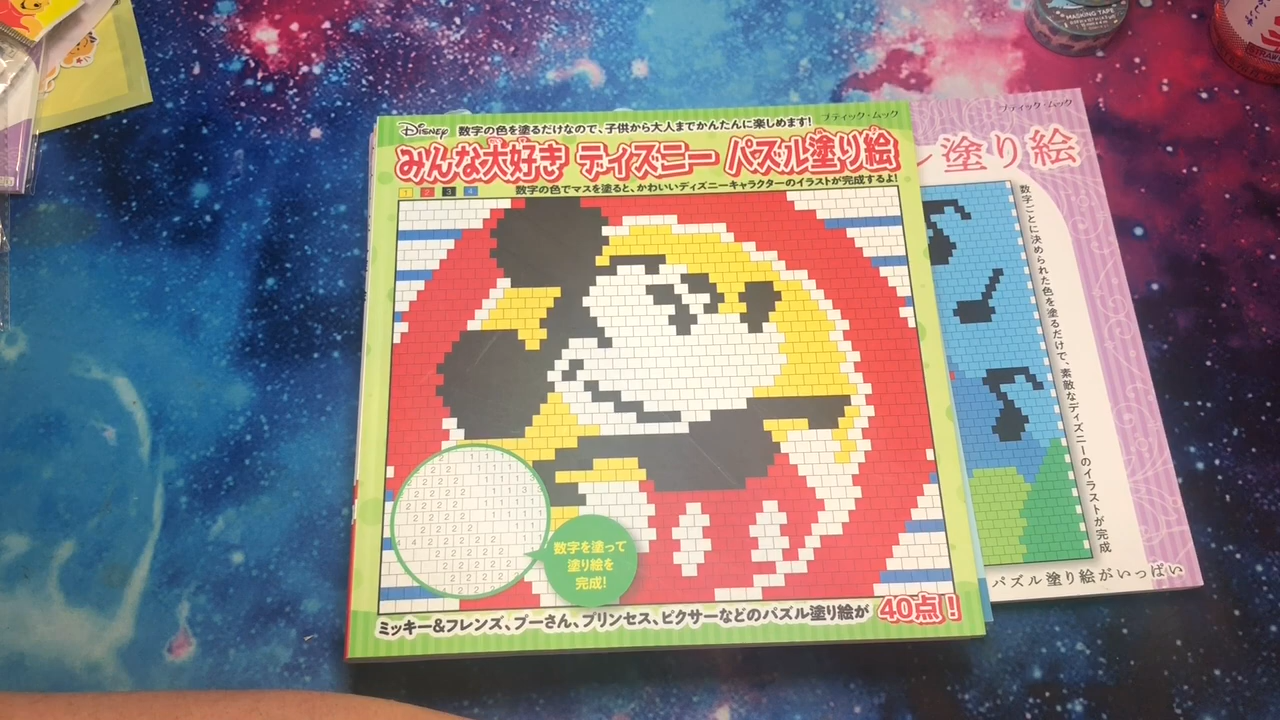 Disney 数字の色を塗るだけなので、子供から大人までかんたんに楽しめます! ブティック・ムック
みんな大好き ディズニー パズル塗り絵
1 2 3 4 数字の色でマスを塗ると、かわいいディズニーキャラクターのイラストが完成するよ!
数字を塗って
塗り絵を
完成!
ミッキー&フレンズ、プーさん、プリンセス、ピクサーなどのパズル塗り絵が 40点!
ブティック・ムック
塗り絵
数字ごとに決められた色を塗るだけで、素敵なディズニーのイラストが完成
パズル塗り絵がいっぱい
MASKING TAPE